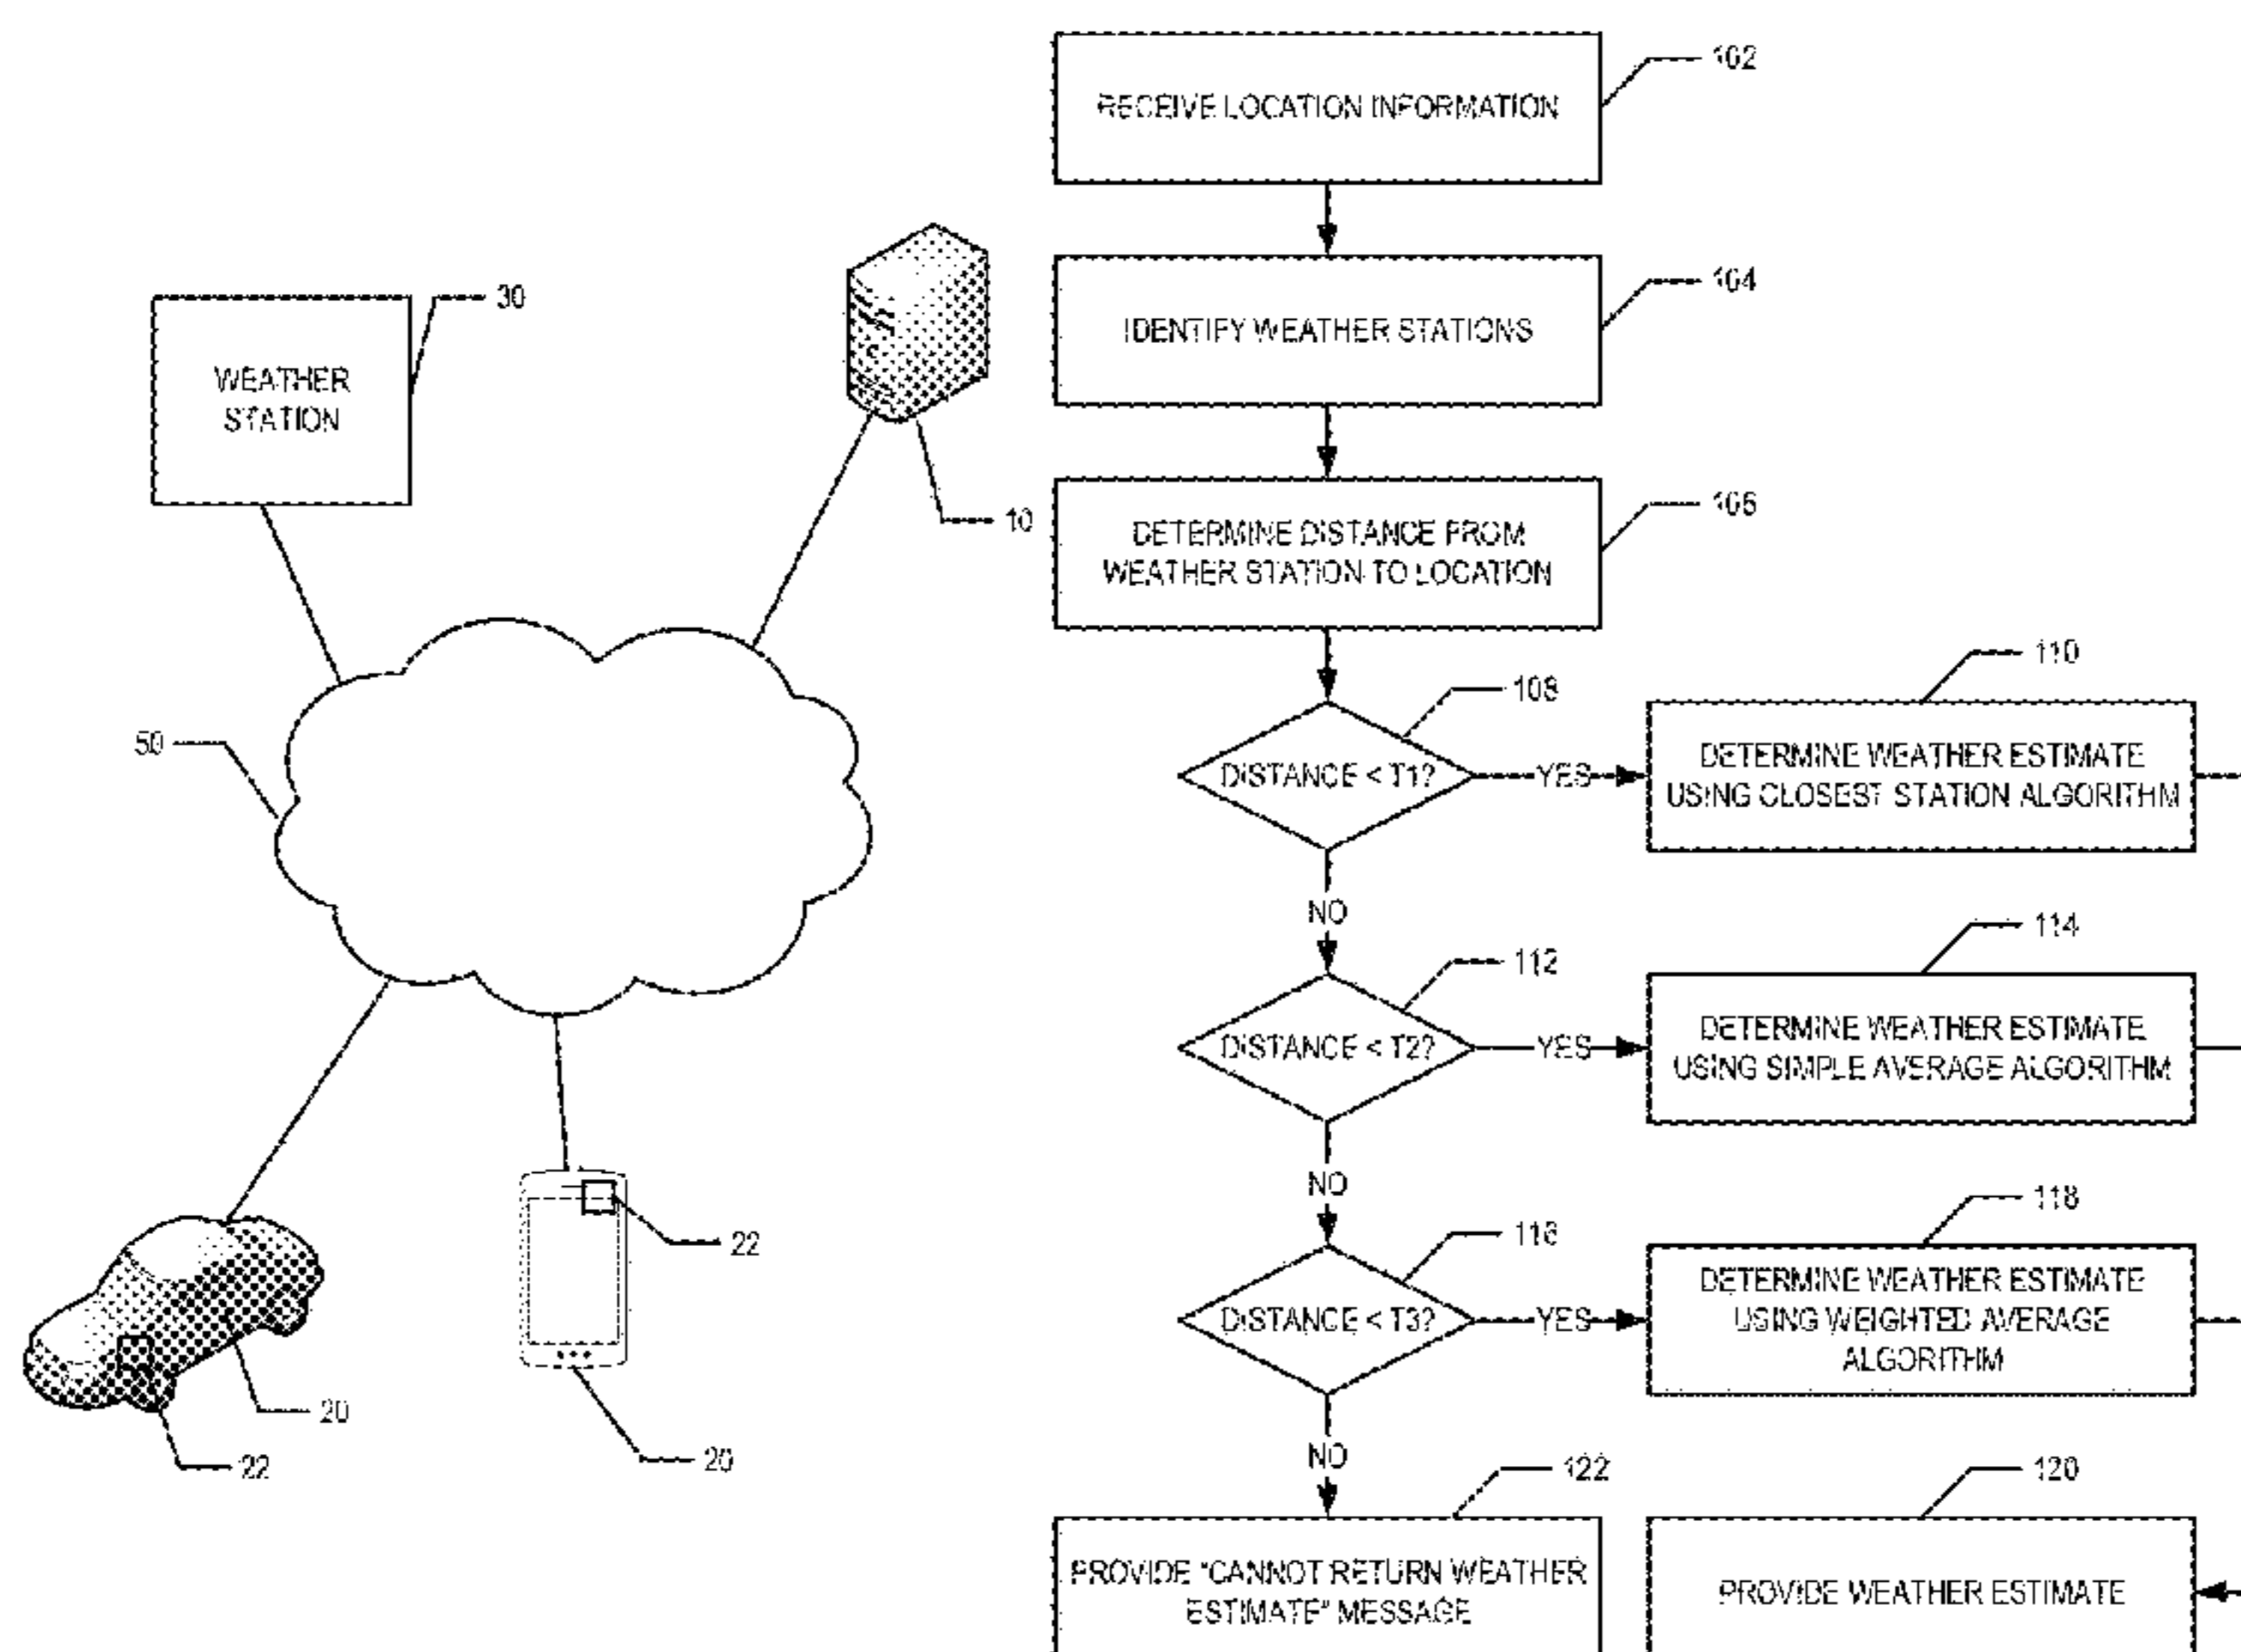 WEATHER
STATION
30
10
50
22
20
22
20
RECEIVE LOCATION INFORMATION
102
IDENTIFY WEATHER STATIONS
104
DETERMINE DISTANCE FROM
WEATHER STATION TO LOCATION
106
DISTANCE < T1?
108
YES
DETERMINE WEATHER ESTIMATE
USING CLOSEST STATION ALGORITHM
110
NO
DISTANCE < T2?
112
YES
DETERMINE WEATHER ESTIMATE
USING SIMPLE AVERAGE ALGORITHM
114
NO
DISTANCE < T3?
116
YES
DETERMINE WEATHER ESTIMATE
USING WEIGHTED AVERAGE
ALGORITHM
118
NO
PROVIDE "CANNOT RETURN WEATHER
ESTIMATE" MESSAGE
122
PROVIDE WEATHER ESTIMATE
120